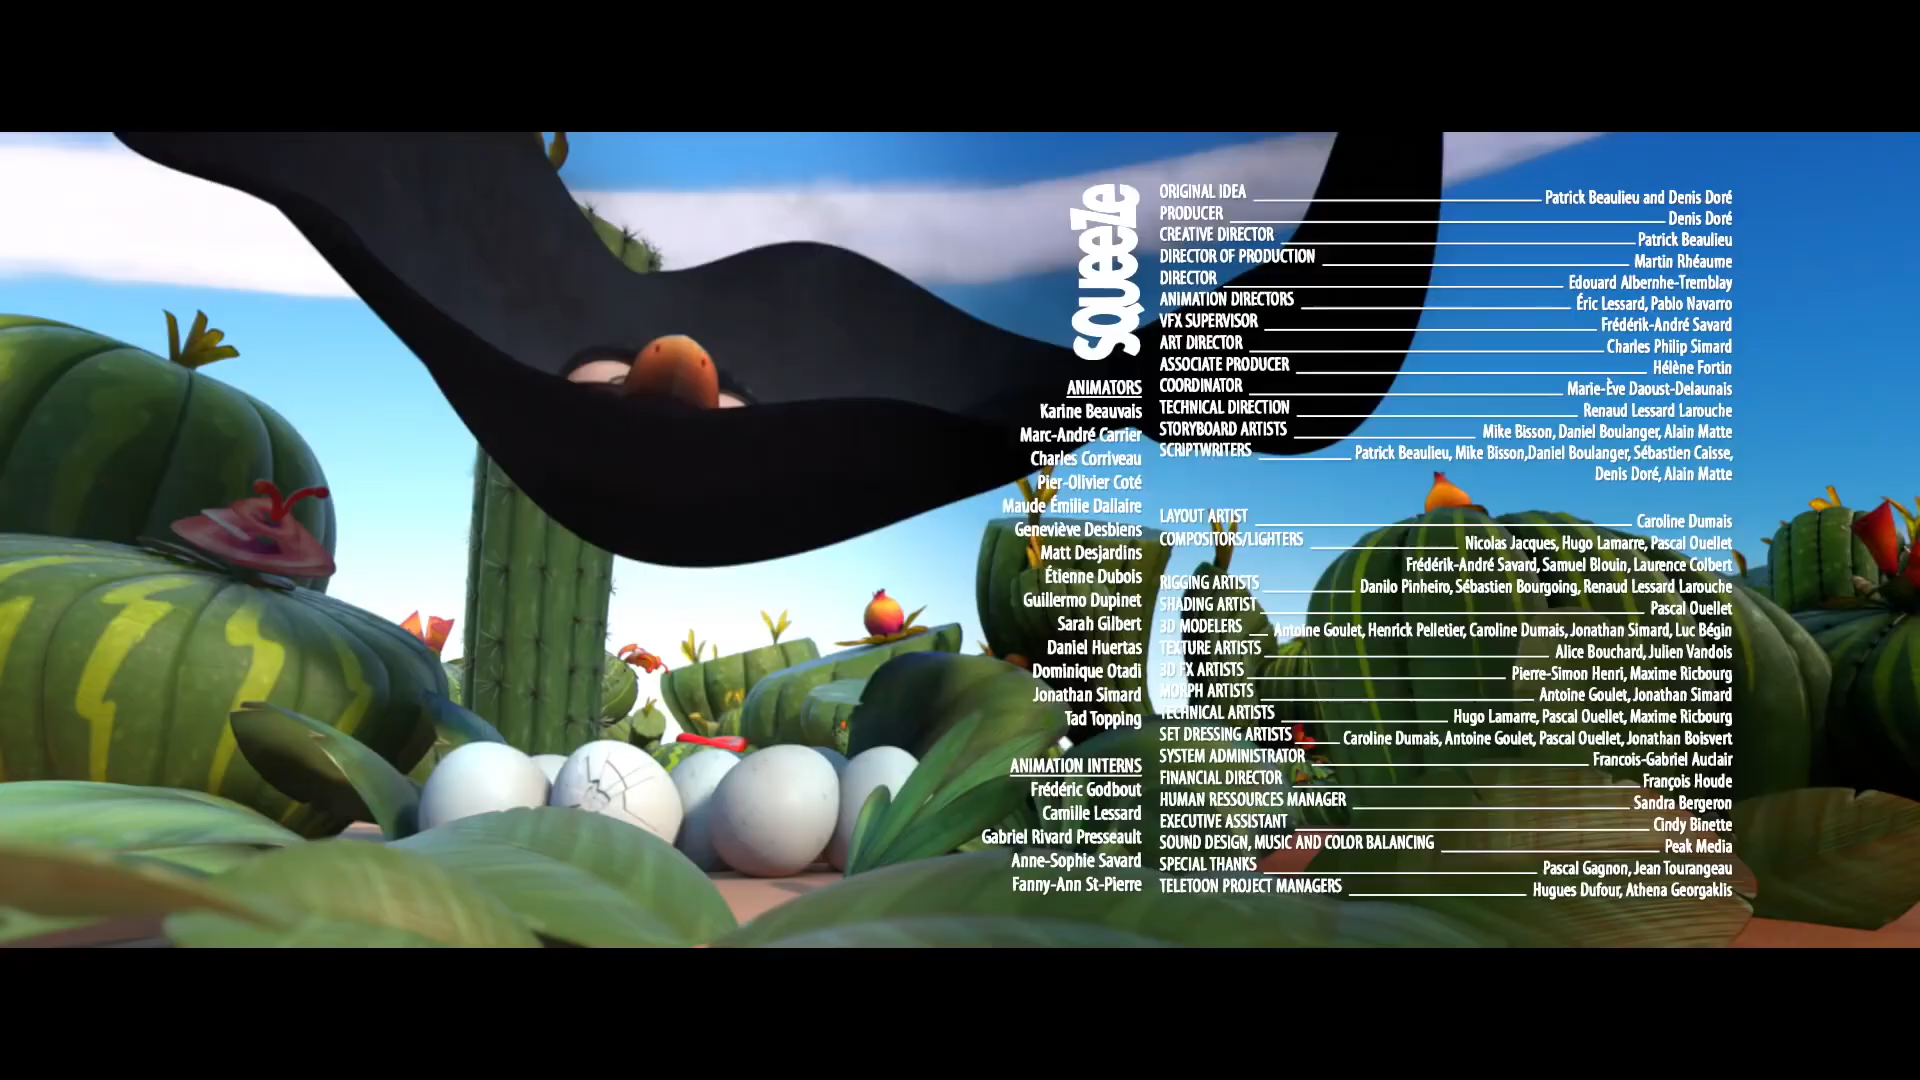 squeeze
ANIMATORS
Karine Beauvais
Marc-André Carrier
Charles Corriveau
Pier-Olivier Coté
Maude Émilie Dallaire
Geneviève Desbiens
Matt Desjardins
Étienne Dubois
Guillermo Dupinet
Sarah Gilbert
Daniel Huertas
Dominique Otadi
Jonathan Simard
Tad Topping
ANIMATION INTERNS
Frédéric Godbout
Camille Lessard
Gabriel Rivard Presseault
Anne-Sophie Savard
Fanny-Ann St-Pierre
ORIGINAL IDEA Patrick Beaulieu and Denis Doré
PRODUCER Denis Doré
CREATIVE DIRECTOR Patrick Beaulieu
DIRECTOR OF PRODUCTION Martin Rhéaume
DIRECTOR Edouard Albernhe-Tremblay
ANIMATION DIRECTORS Éric Lessard, Pablo Navarro
VFX SUPERVISOR Frédérik-André Savard
ART DIRECTOR Charles Philip Simard
ASSOCIATE PRODUCER Hélène Fortin
COORDINATOR Marie-Ève Daoust-Delaunais
TECHNICAL DIRECTION Renaud Lessard Larouche
STORYBOARD ARTISTS Mike Bisson, Daniel Boulanger, Alain Matte
SCRIPTWRITERS Patrick Beaulieu, Mike Bisson,Daniel Boulanger, Sébastien Caisse,
Denis Doré, Alain Matte
LAYOUT ARTIST Caroline Dumais
COMPOSITORS/LIGHTERS Nicolas Jacques, Hugo Lamarre, Pascal Ouellet
Frédérik-André Savard, Samuel Blouin, Laurence Colbert
RIGGING ARTISTS Danilo Pinheiro, Sébastien Bourgoing, Renaud Lessard Larouche
SHADING ARTIST Pascal Ouellet
3D MODELERS Antoine Goulet, Henrick Pelletier, Caroline Dumais, Jonathan Simard, Luc Bégin
TEXTURE ARTISTS Alice Bouchard, Julien Vandois
3D FX ARTISTS Pierre-Simon Henri, Maxime Ricbourg
MORPH ARTISTS Antoine Goulet, Jonathan Simard
TECHNICAL ARTISTS Hugo Lamarre, Pascal Ouellet, Maxime Ricbourg
SET DRESSING ARTISTS Caroline Dumais, Antoine Goulet, Pascal Ouellet, Jonathan Boisvert
SYSTEM ADMINISTRATOR Francois-Gabriel Auclair
FINANCIAL DIRECTOR François Houde
HUMAN RESSOURCES MANAGER Sandra Bergeron
EXECUTIVE ASSISTANT Cindy Binette
SOUND DESIGN, MUSIC AND COLOR BALANCING Peak Media
SPECIAL THANKS Pascal Gagnon, Jean Tourangeau
TELETOON PROJECT MANAGERS Hugues Dufour, Athena Georgaklis